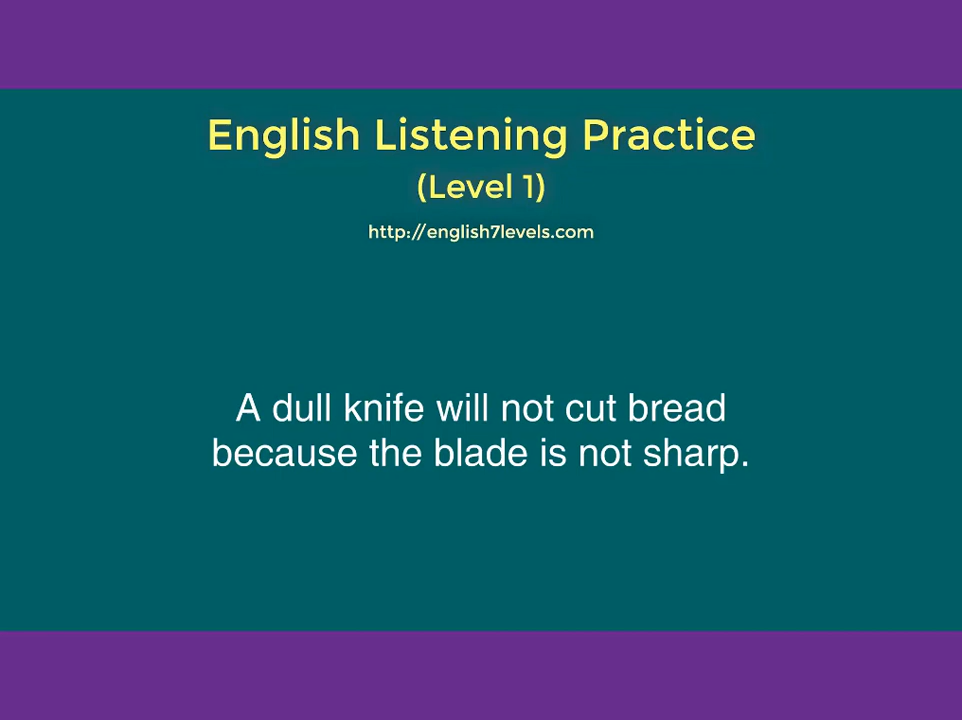 English Listening Practice
(Level 1)
http://english7levels.com
A dull knife will not cut bread
because the blade is not sharp.